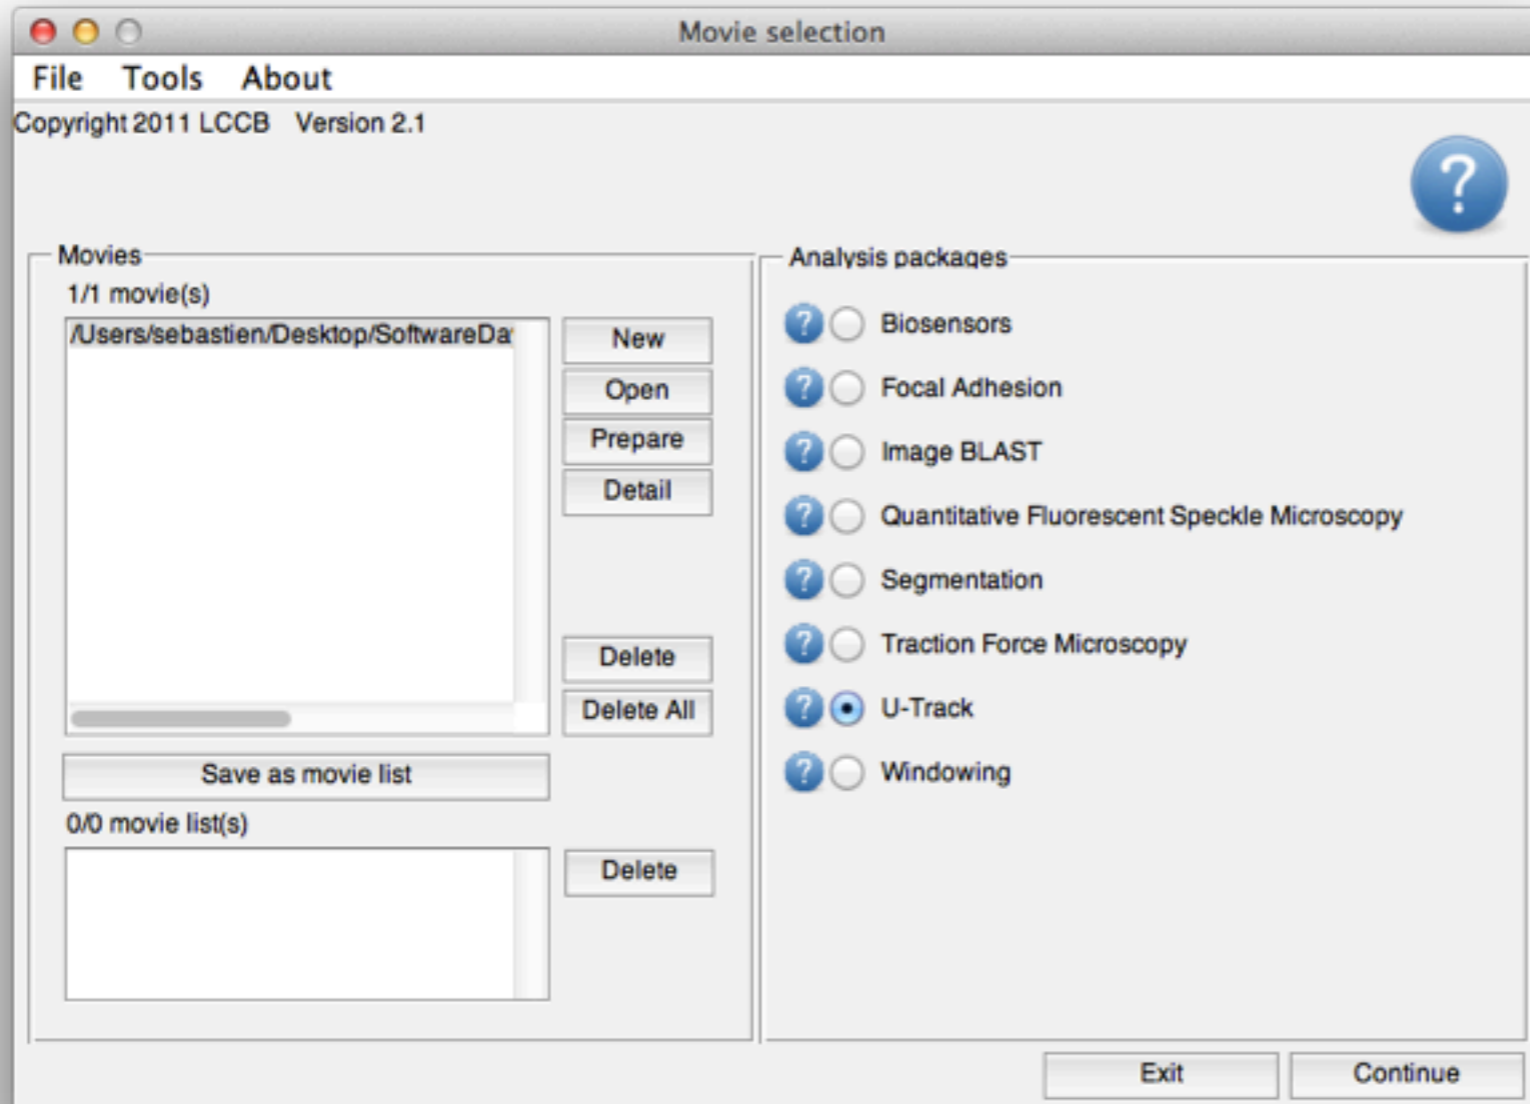 Movie selection
File Tools About
Copyright 2011 LCCB Version 2.1
?
Movies
1/1 movie(s)
/Users/sebastien/Desktop/SoftwareDa
New
Open
Prepare
Detail
Delete
Delete All
Save as movie list
0/0 movie list(s)
Delete
Analysis packages
? Biosensors
? Focal Adhesion
? Image BLAST
? Quantitative Fluorescent Speckle Microscopy
? Segmentation
? Traction Force Microscopy
? U-Track
? Windowing
Exit
Continue